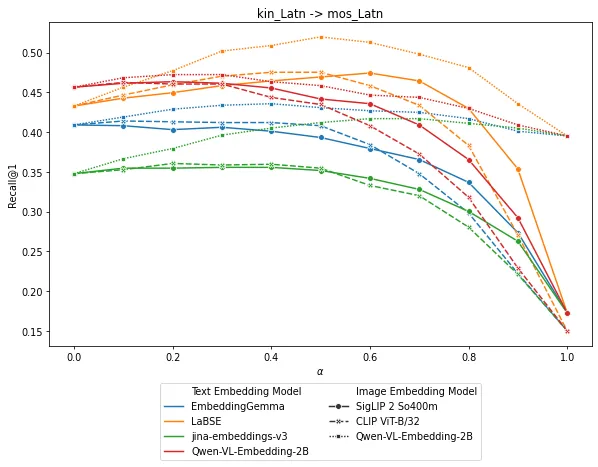 kin_Latn -> mos_Latn
Recall@1
0.50
0.45
0.40
0.35
0.30
0.25
0.20
0.15
0.0 0.2 0.4 0.6 0.8 1.0
α
Text Embedding Model Image Embedding Model
EmbeddingGemma SigLIP 2 So400m
LaBSE CLIP ViT-B/32
jina-embeddings-v3 Qwen-VL-Embedding-2B
Qwen-VL-Embedding-2B